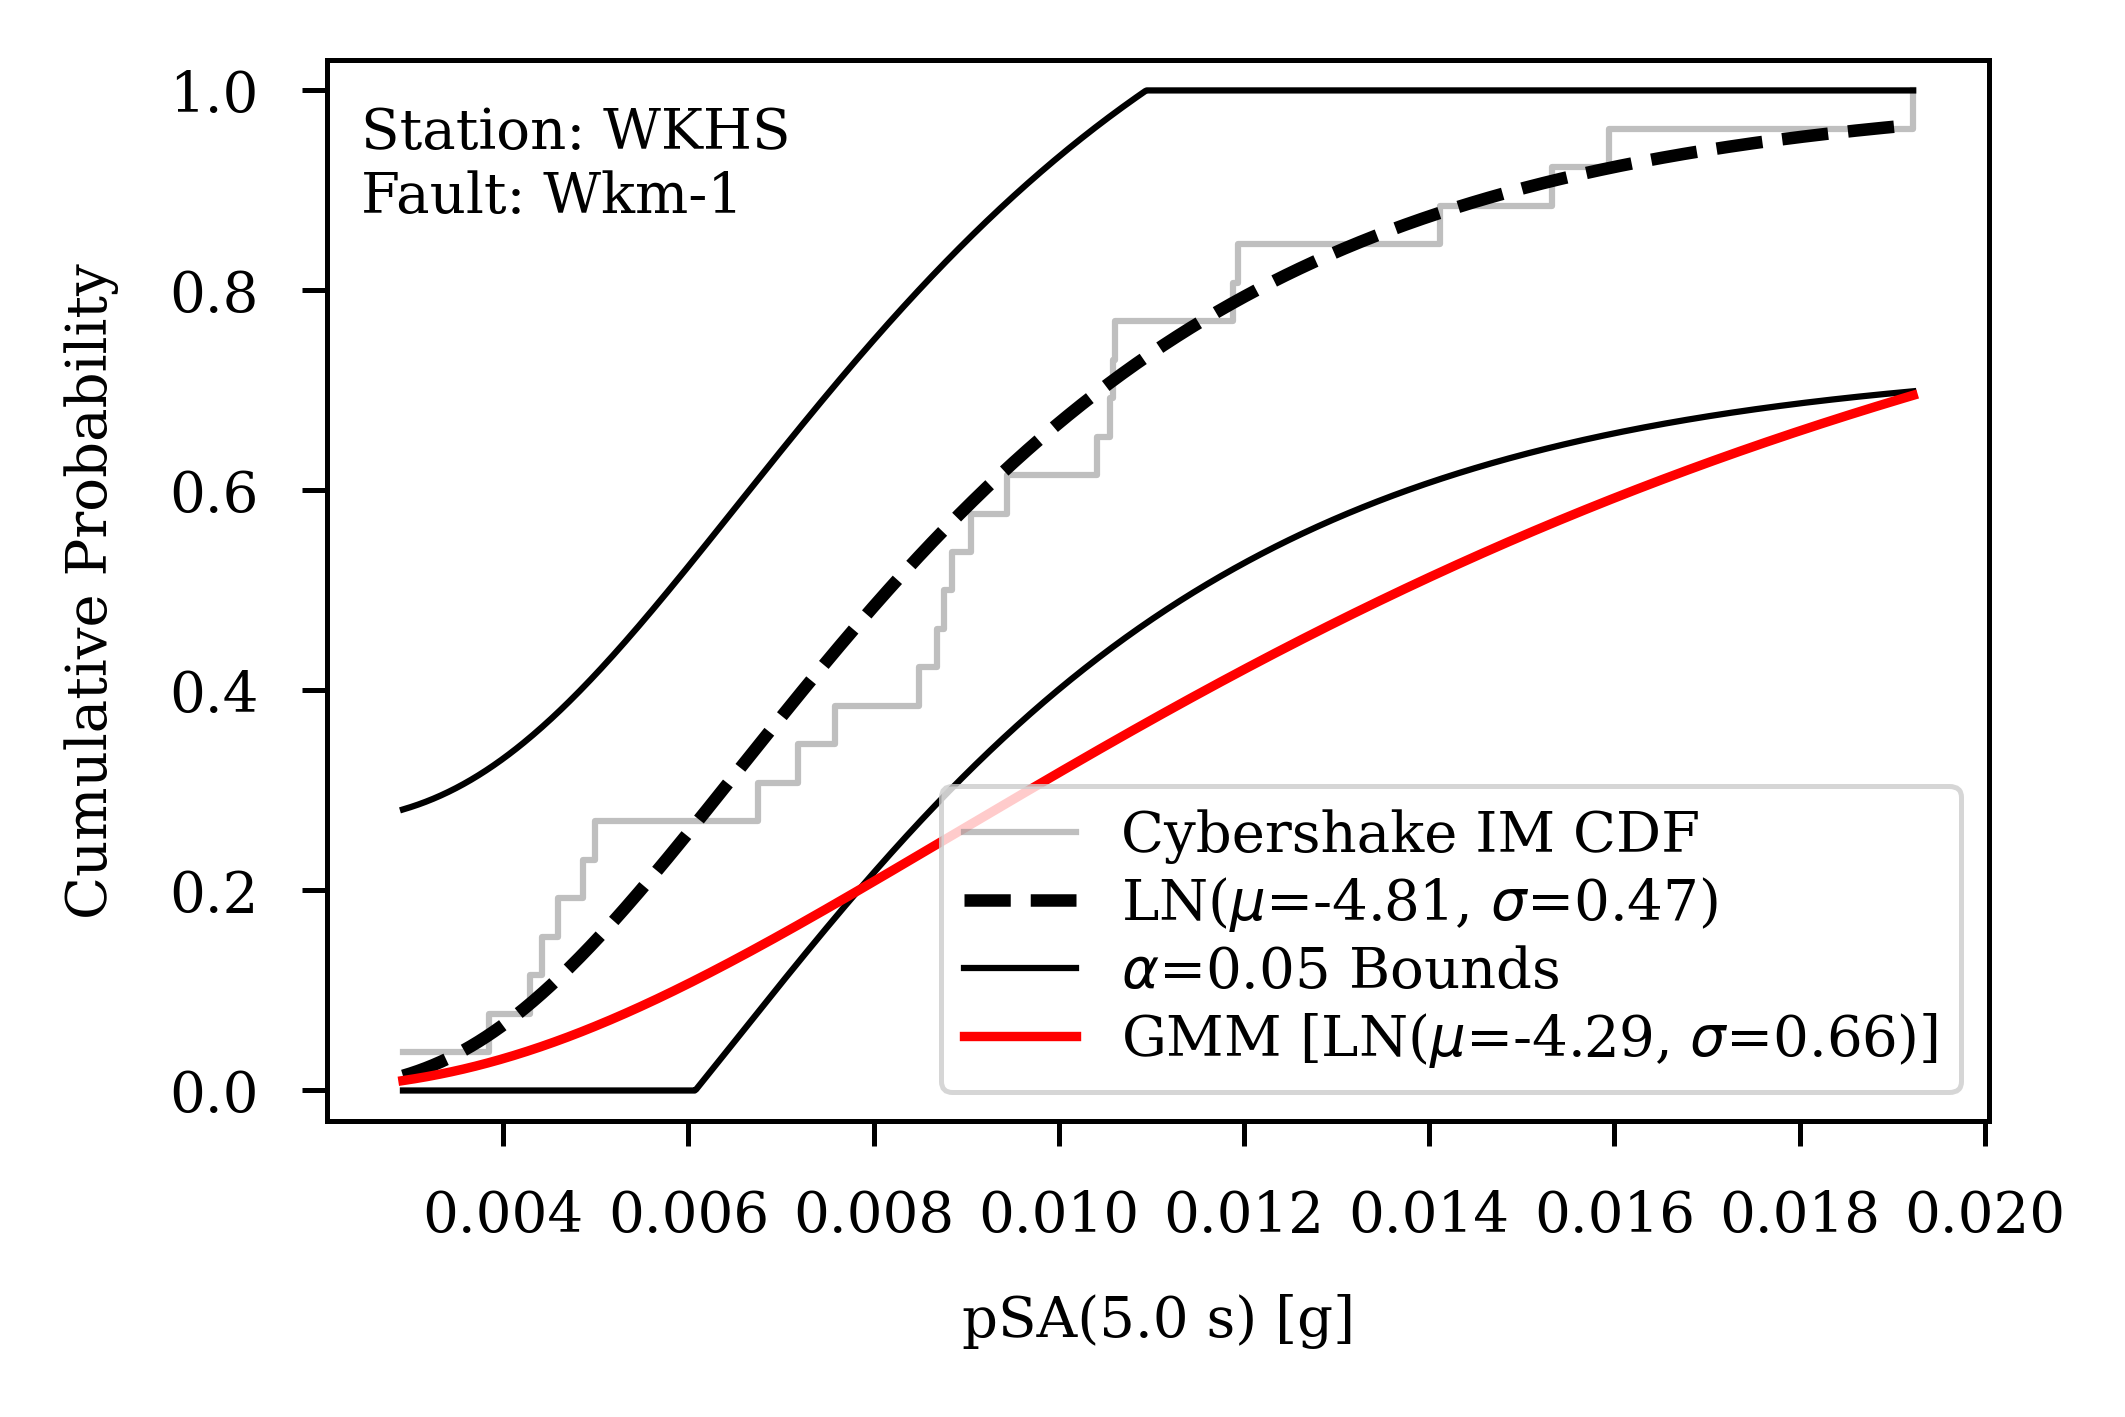 Station: WKHS
Fault: Wkm-1
1.0
0.8
0.6
0.4
0.2
0.0
Cumulative Probability
Cybershake IM CDF
LN(μ=-4.81, σ=0.47)
α=0.05 Bounds
GMM [LN(μ=-4.29, σ=0.66)]
0.004 0.006 0.008 0.010 0.012 0.014 0.016 0.018 0.020
pSA(5.0 s) [g]